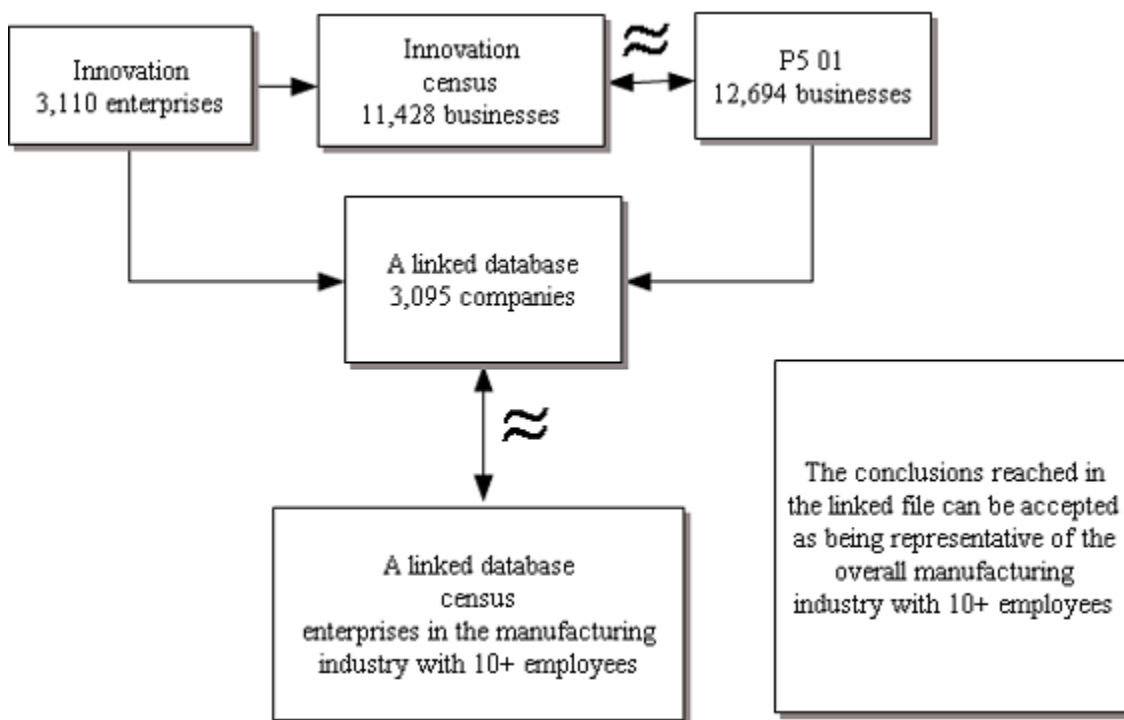 Innovation
3,110 enterprises
Innovation
census
11,428 businesses
≈
P5 01
12,694 businesses
A linked database
3,095 companies
≈
A linked database
census
enterprises in the manufacturing
industry with 10+ employees
The conclusions reached in
the linked file can be accepted
as being representative of the
overall manufacturing
industry with 10+ employees